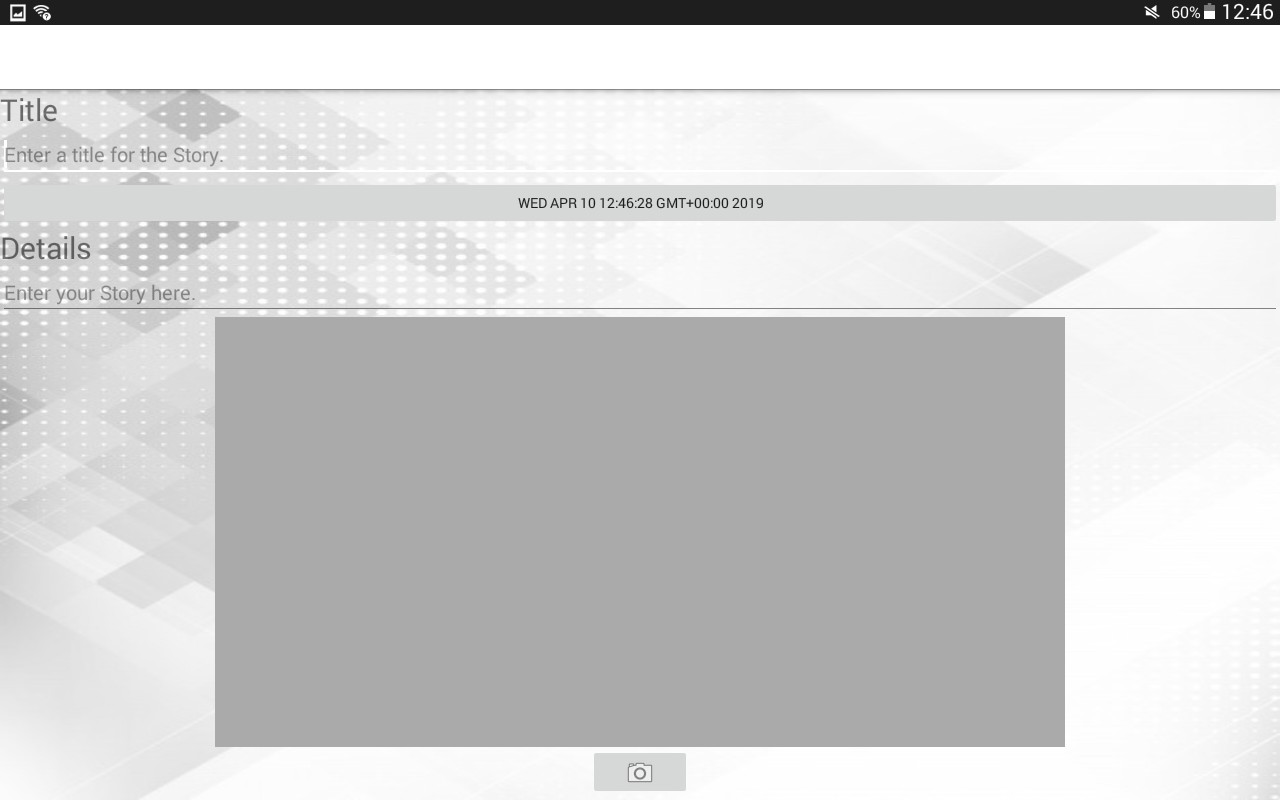 60% 12:46
Title
Enter a title for the Story.
WED APR 10 12:46:28 GMT+00:00 2019
Details
Enter your Story here.